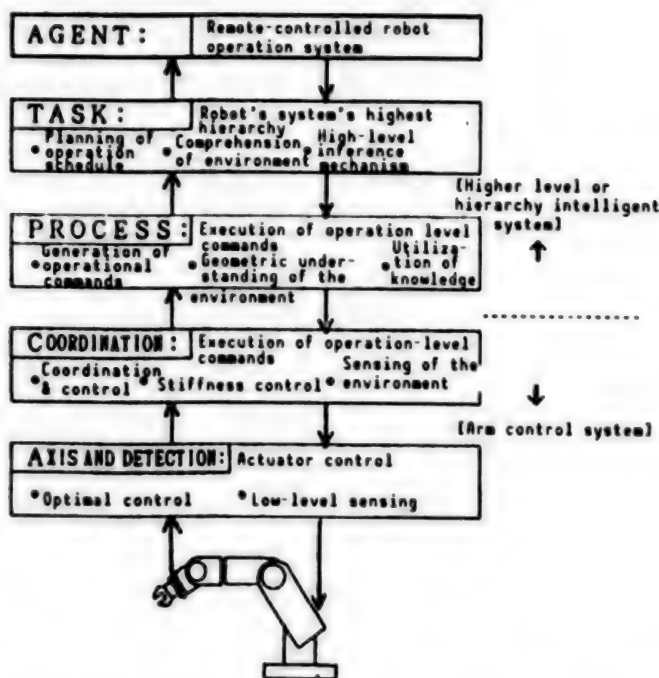 AGENT: Remote-controlled robot
operation system
TASK: Robot's system's highest
hierarchy
•Planning of
operation
schedule
•Comprehension
of environment
•High-level
inference
mechanism
[Higher level or
hierarchy intelligent
system]
PROCESS: Execution of operation level
commands
•Generation of
operational
commands
•Geometric under-
standing of the
environment
•Utiliza-
tion of
knowledge
COORDINATION: Execution of operation-level
commands
•Coordination
& control
•Stiffness control
•Sensing of the
environment
[Arm control system]
AXIS AND DETECTION: Actuator control
•Optimal control
•Low-level sensing